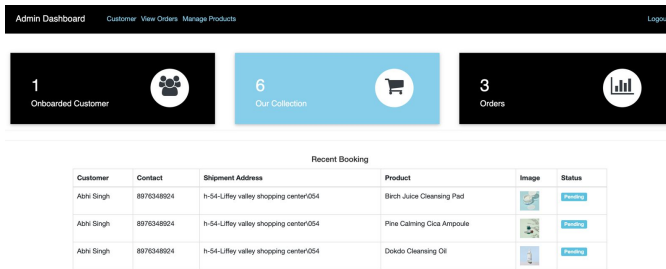 Admin Dashboard Customer View Orders Manage Products Logou
1
Onboarded Customer
6
Our Collection
3
Orders
Recent Booking
Customer Contact Shipment Address Product Image Status
Abhi Singh 8976348924 h-54-Liffey valley shopping center\054 Birch Juice Cleansing Pad Pending
Abhi Singh 8976348924 h-54-Liffey valley shopping center\054 Pine Calming Cica Ampoule Pending
Abhi Singh 8976348924 h-54-Liffey valley shopping center\054 Dokdo Cleansing Oil Pending